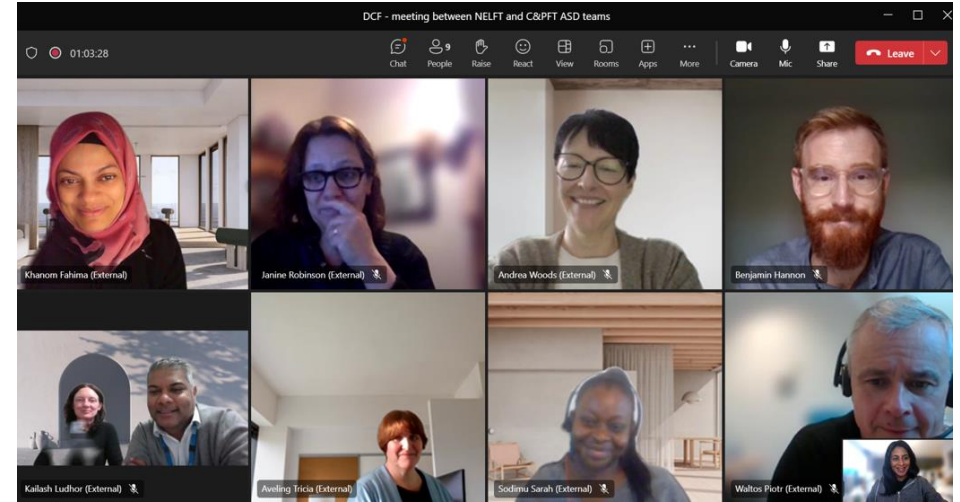 DCF - meeting between NELFT and C&PFT ASD teams
01:03:28
9
Chat People Raise React View Rooms Apps More Camera Mic Share Leave
Khanom Fahima (External)
Janine Robinson (External)
Andrea Woods (External)
Benjamin Hannon
Kailash Ludhor (External)
Aveling Tricia (External)
Sodimu Sarah (External)
Waltos Piotr (External)